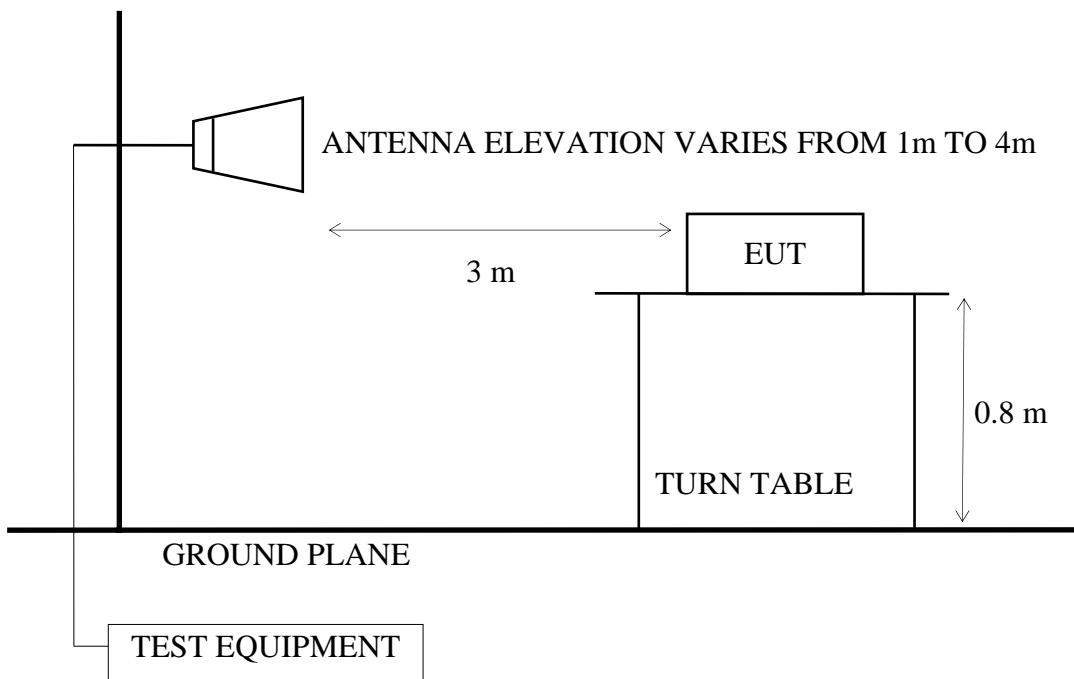 ANTENNA ELEVATION VARIES FROM 1m TO 4m
EUT
3 m
0.8 m
TURN TABLE
GROUND PLANE
TEST EQUIPMENT